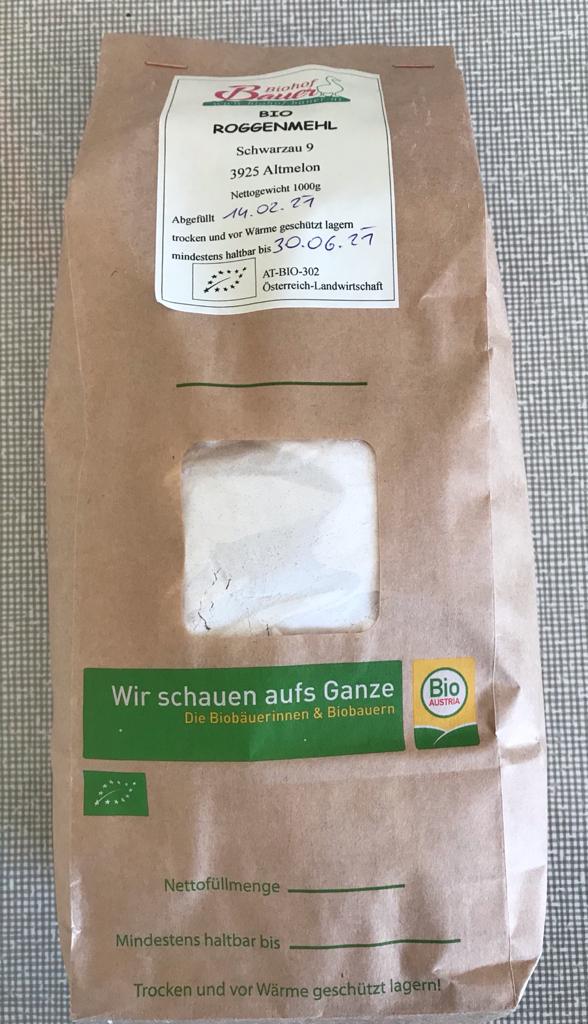 Biohof
Bauer
BIO
ROGGENMEHL
Schwarzau 9
3925 Altmelon
Nettogewicht 1000g
Abgefüllt 14.02.21
trocken und vor Wärme geschützt lagern
mindestens haltbar bis 30.06.21
AT-BIO-302
Österreich-Landwirtschaft
Wir schauen aufs Ganze
Die Biobäuerinnen & Biobauern
Bio
AUSTRIA
Nettofüllmenge
Mindestens haltbar bis
Trocken und vor Wärme geschützt lagern!